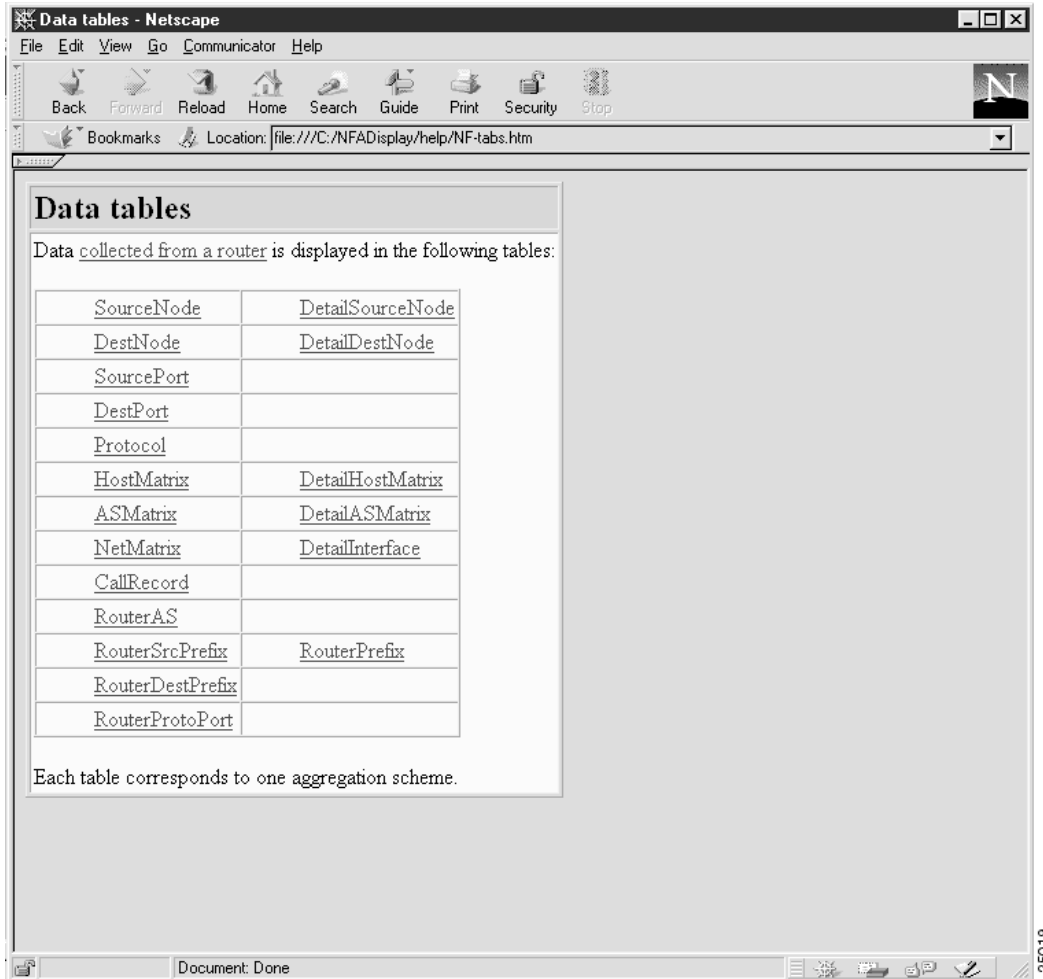 Data tables - Netscape
File Edit View Go Communicator Help
Back Forward Reload Home Search Guide Print Security Stop
N
Bookmarks Location: file:///C:/NFADisplay/help/NF-tabs.htm
Data tables
Data collected from a router is displayed in the following tables:
SourceNode DetailSourceNode
DestNode DetailDestNode
SourcePort
DestPort
Protocol
HostMatrix DetailHostMatrix
ASMatrix DetailASMatrix
NetMatrix DetailInterface
CallRecord
RouterAS
RouterSrcPrefix RouterPrefix
RouterDestPrefix
RouterProtoPort
Each table corresponds to one aggregation scheme.
Document: Done